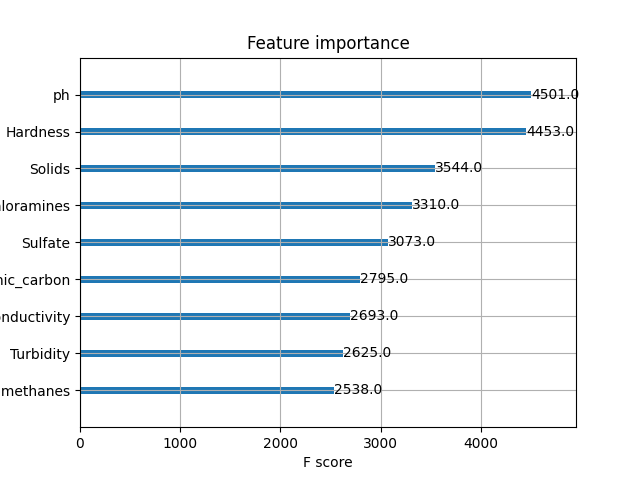 Feature importance
ph 4501.0
Hardness 4453.0
Solids 3544.0
loramines 3310.0
Sulfate 3073.0
nic_carbon 2795.0
nductivity 2693.0
Turbidity 2625.0
methanes 2538.0
0 1000 2000 3000 4000
F score